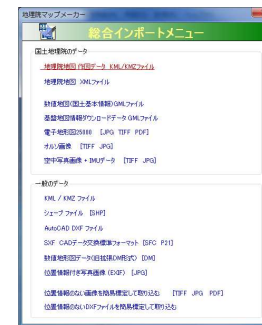 地理院マップメーカー
総合インポートメニュー
国土地理院のデータ
地理院地図 作図データ KML/KMZファイル
地理院地図 XMLファイル
数値地図(国土基本情報)GMLファイル
基盤地図情報ダウンロードデータ GMLファイル
電子地形図25000 [JPG TIFF PDF]
オルソ画像 [TIFF JPG]
空中写真画像 + IMUデータ [TIFF JPG]
一般のデータ
KML / KMZ ファイル
シェープ ファイル [SHP]
AutoCAD DXF ファイル
SXF CADデータ交換標準フォーマット [SFC P21]
数値地形図データ(旧拡張DM形式) [DM]
位置情報付き写真画像 (EXIF) [JPG]
位置情報のない画像を簡易標定して取り込む [TIFF JPG PDF]
位置情報のないDXFファイルを簡易標定して取り込む